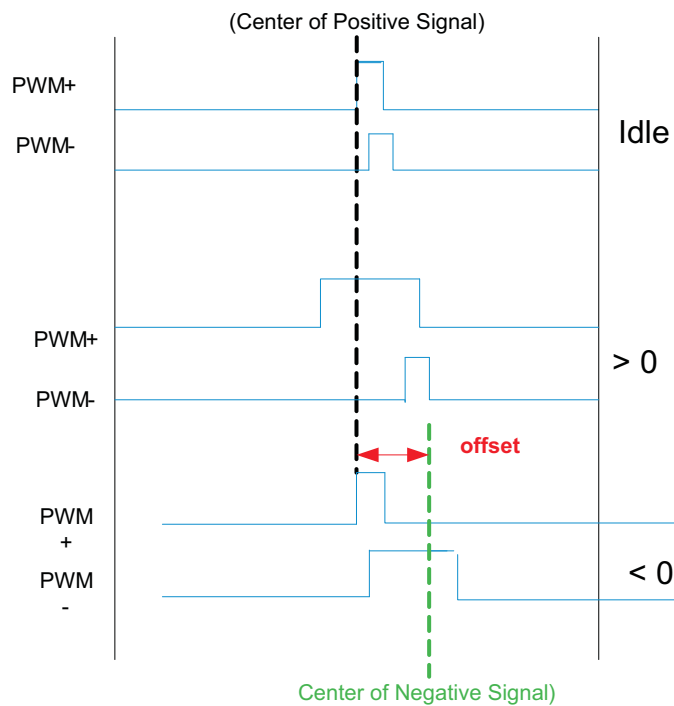 (Center of Positive Signal)
PWM+
PWM-
Idle
PWM+
PWM-
> 0
offset
PWM
+
PWM
-
< 0
Center of Negative Signal)